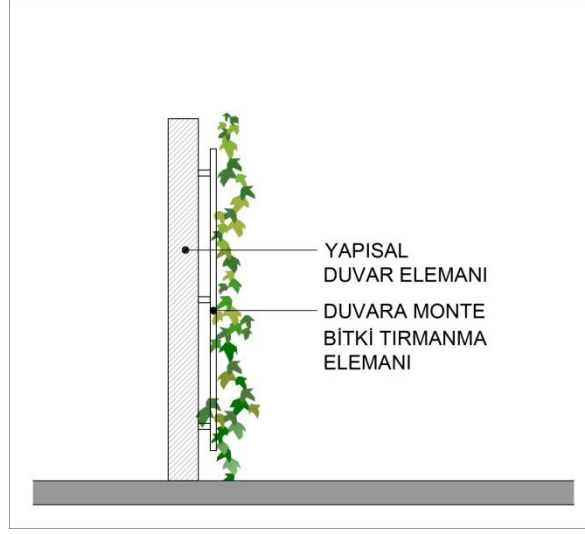 YAPISAL
DUVAR ELEMANI
DUVARA MONTE
BİTKİ TIRMANMA
ELEMANI